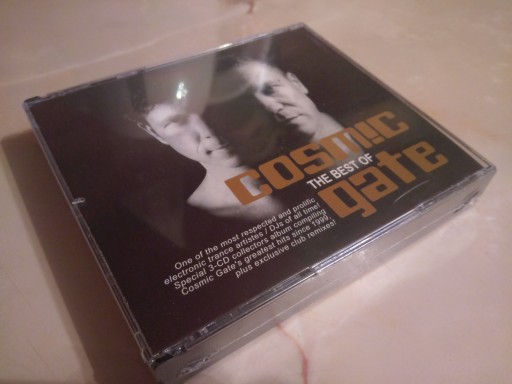 COSMIC
THE BEST OF
gate
One of the most respected and prolific
electronic trance artistes / DJs of all time!
Special 3-CD collectors album compiling
Cosmic Gate's greatest hits since 1999
plus exclusive club remixes!